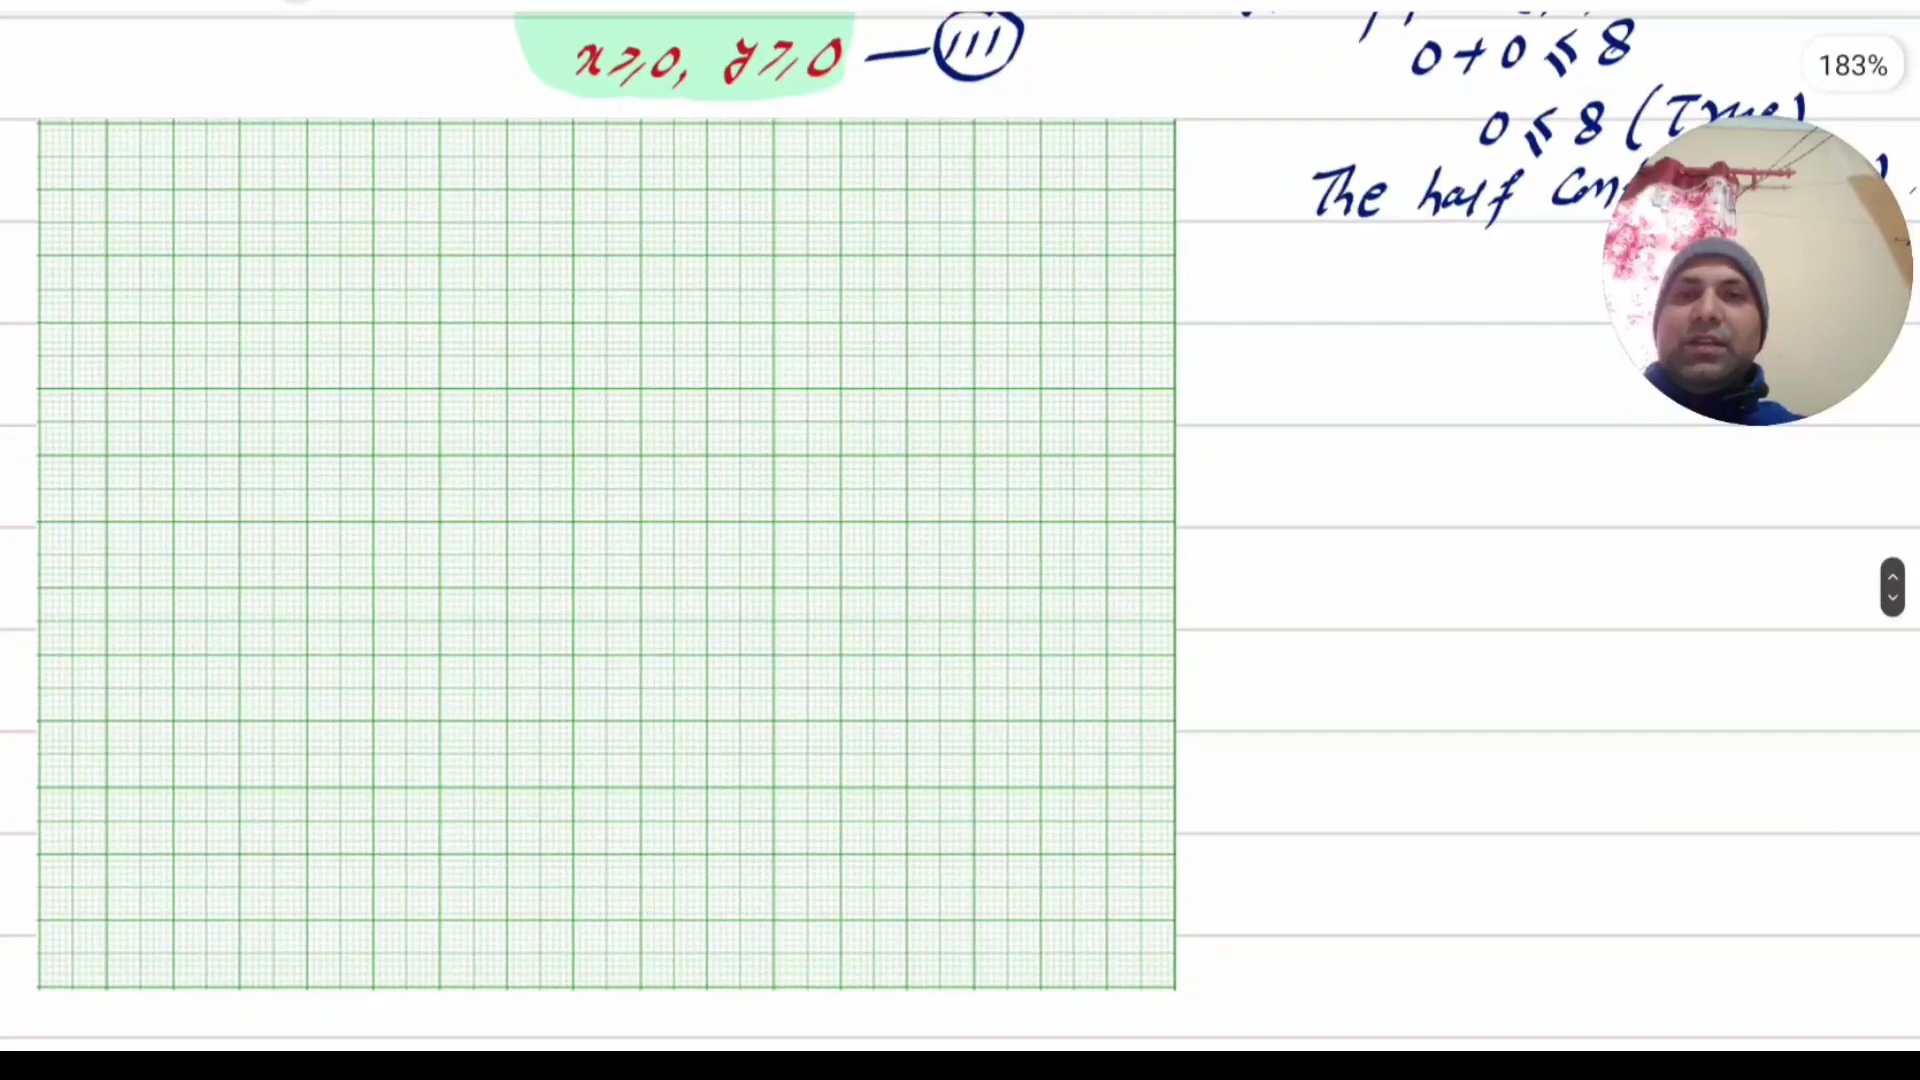 x ⩾ 0, y ⩾ 0 — (III)
0 + 0 ⩽ 8
183%
0 ⩽ 8 (True)
The half